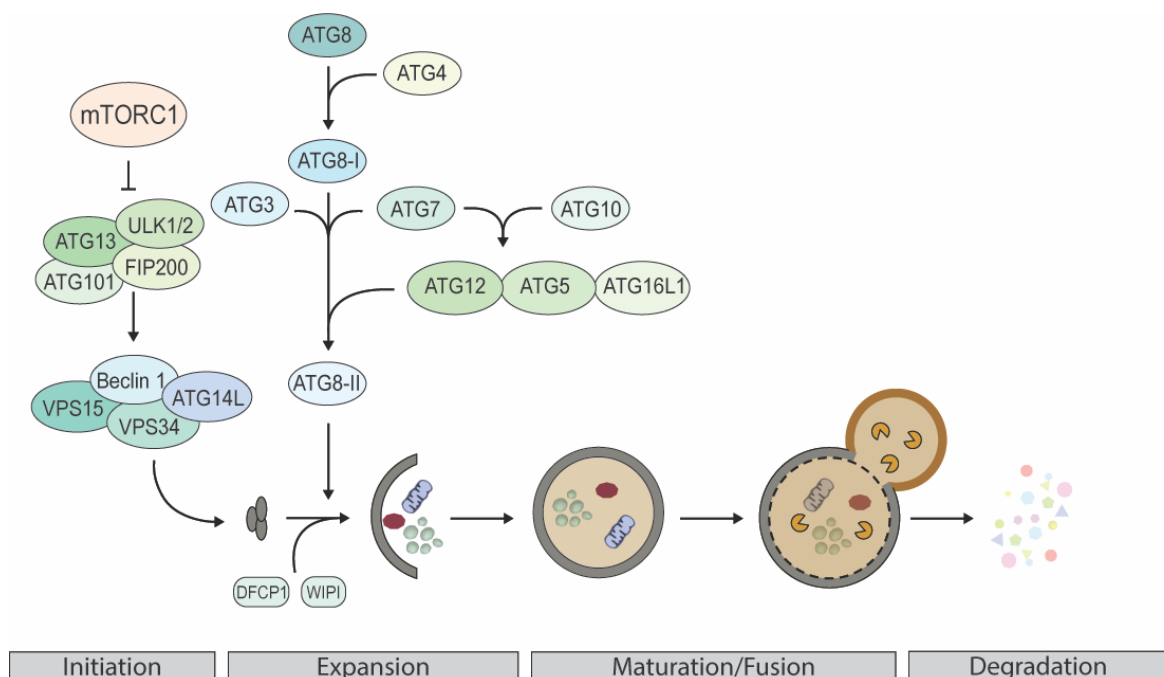 ATG8
ATG4
mTORC1
ATG8-I
ATG3
ATG7
ATG10
ULK1/2
ATG13
FIP200
ATG101
ATG12
ATG5
ATG16L1
Beclin 1
ATG8-II
ATG14L
VPS15
VPS34
DFCP1
WIPI
Initiation
Expansion
Maturation/Fusion
Degradation